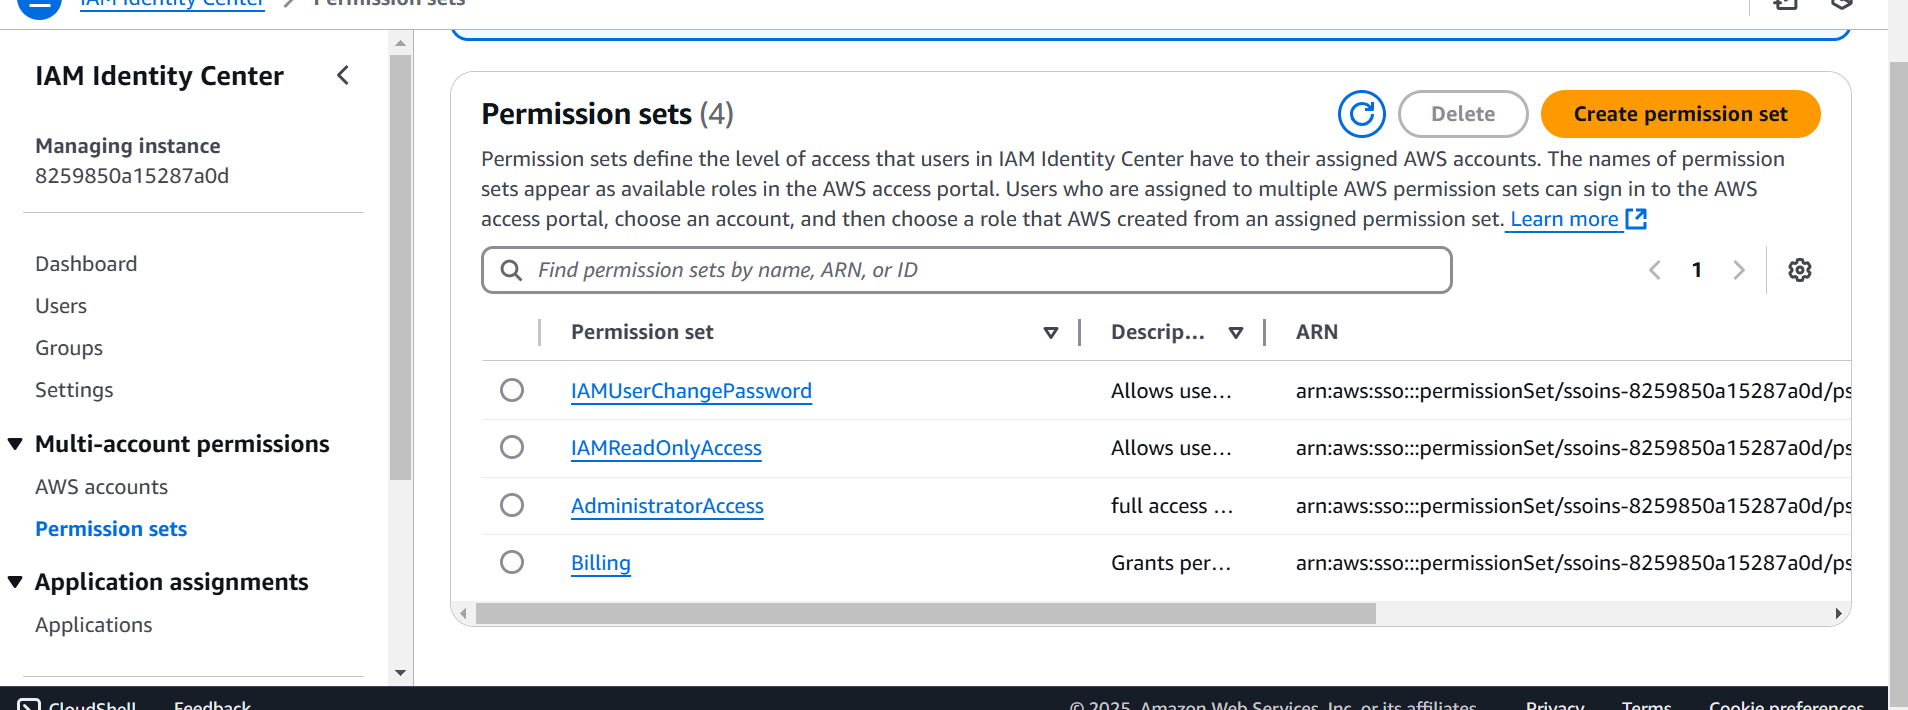 IAM Identity Center
Permission sets
IAM Identity Center
Managing instance
8259850a15287a0d
Dashboard
Users
Groups
Settings
Multi-account permissions
AWS accounts
Permission sets
Application assignments
Applications
Permission sets (4)
Delete
Create permission set
Permission sets define the level of access that users in IAM Identity Center have to their assigned AWS accounts. The names of permission
sets appear as available roles in the AWS access portal. Users who are assigned to multiple AWS permission sets can sign in to the AWS
access portal, choose an account, and then choose a role that AWS created from an assigned permission set. Learn more
Find permission sets by name, ARN, or ID
1
Permission set Descrip... ARN
IAMUserChangePassword Allows use... arn:aws:sso:::permissionSet/ssoins-8259850a15287a0d/ps
IAMReadOnlyAccess Allows use... arn:aws:sso:::permissionSet/ssoins-8259850a15287a0d/ps
AdministratorAccess full access ... arn:aws:sso:::permissionSet/ssoins-8259850a15287a0d/ps
Billing Grants per... arn:aws:sso:::permissionSet/ssoins-8259850a15287a0d/ps
CloudShell Feedback © 2025, Amazon Web Services, Inc. or its affiliates. Privacy Terms Cookie preferences